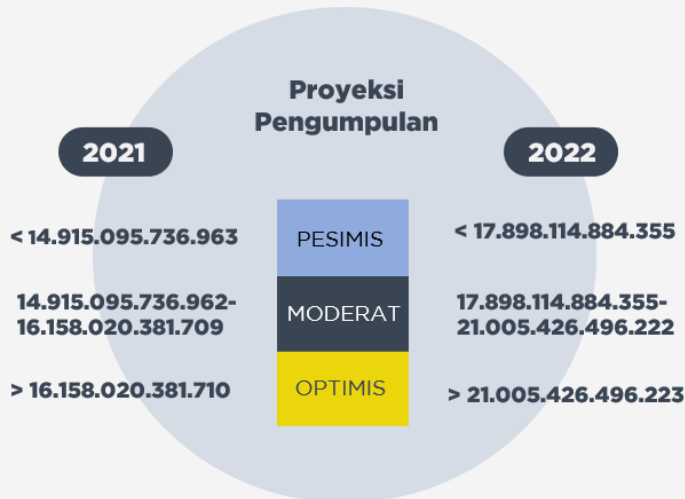 Proyeksi
Pengumpulan
2021
2022
< 14.915.095.736.963
PESIMIS
< 17.898.114.884.355
14.915.095.736.962-
16.158.020.381.709
MODERAT
17.898.114.884.355-
21.005.426.496.222
> 16.158.020.381.710
OPTIMIS
> 21.005.426.496.223